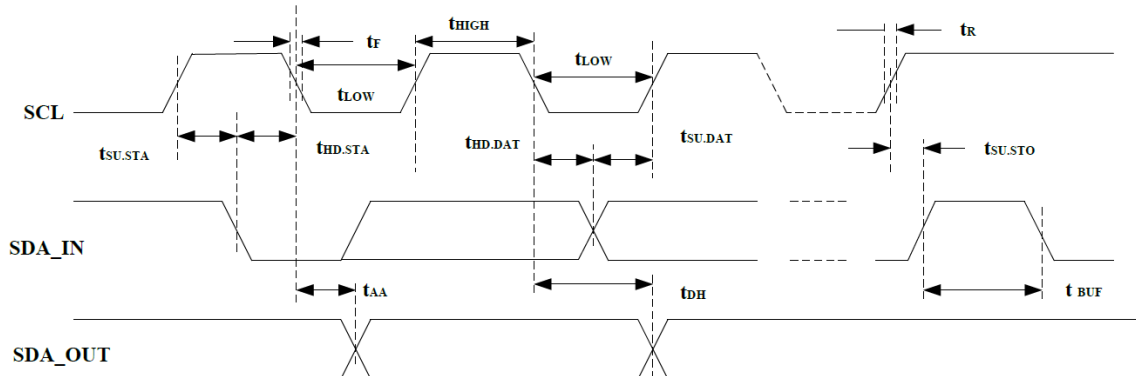 tF
tHIGH
tLOW
tR
tLOW
SCL
tSU.STA
tHD.STA
tHD.DAT
tSU.DAT
tSU.STO
SDA_IN
tAA
tDH
t BUF
SDA_OUT